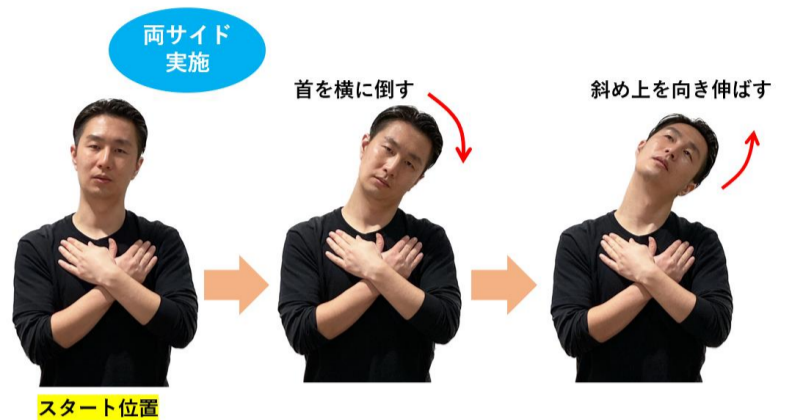 両サイド
実施
首を横に倒す
斜め上を向き伸ばす
スタート位置